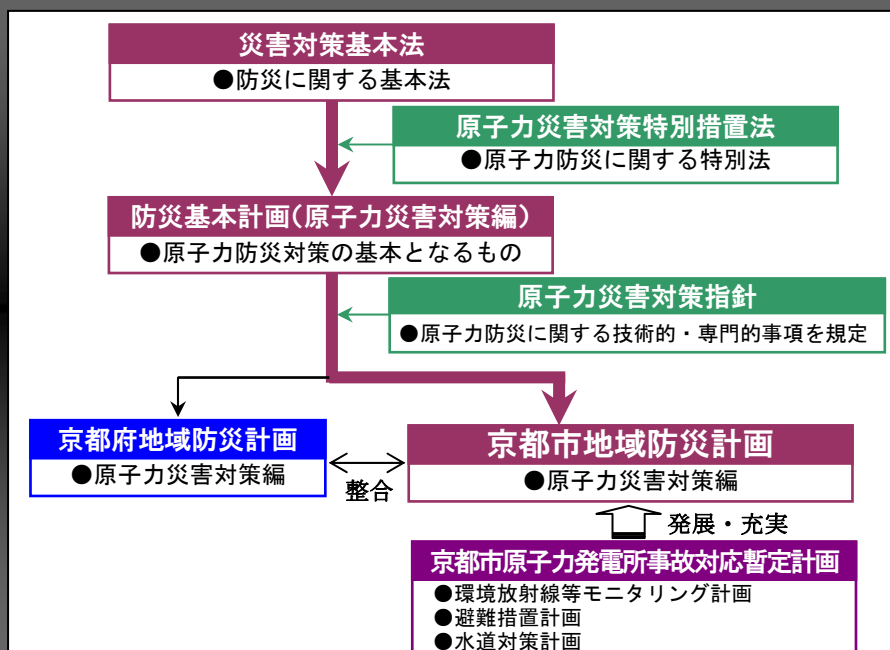 災害対策基本法
●防災に関する基本法
原子力災害対策特別措置法
●原子力防災に関する特別法
防災基本計画(原子力災害対策編)
●原子力防災対策の基本となるもの
原子力災害対策指針
●原子力防災に関する技術的・専門的事項を規定
京都府地域防災計画
●原子力災害対策編
整合
京都市地域防災計画
●原子力災害対策編
発展・充実
京都市原子力発電所事故対応暫定計画
●環境放射線等モニタリング計画
●避難措置計画
●水道対策計画